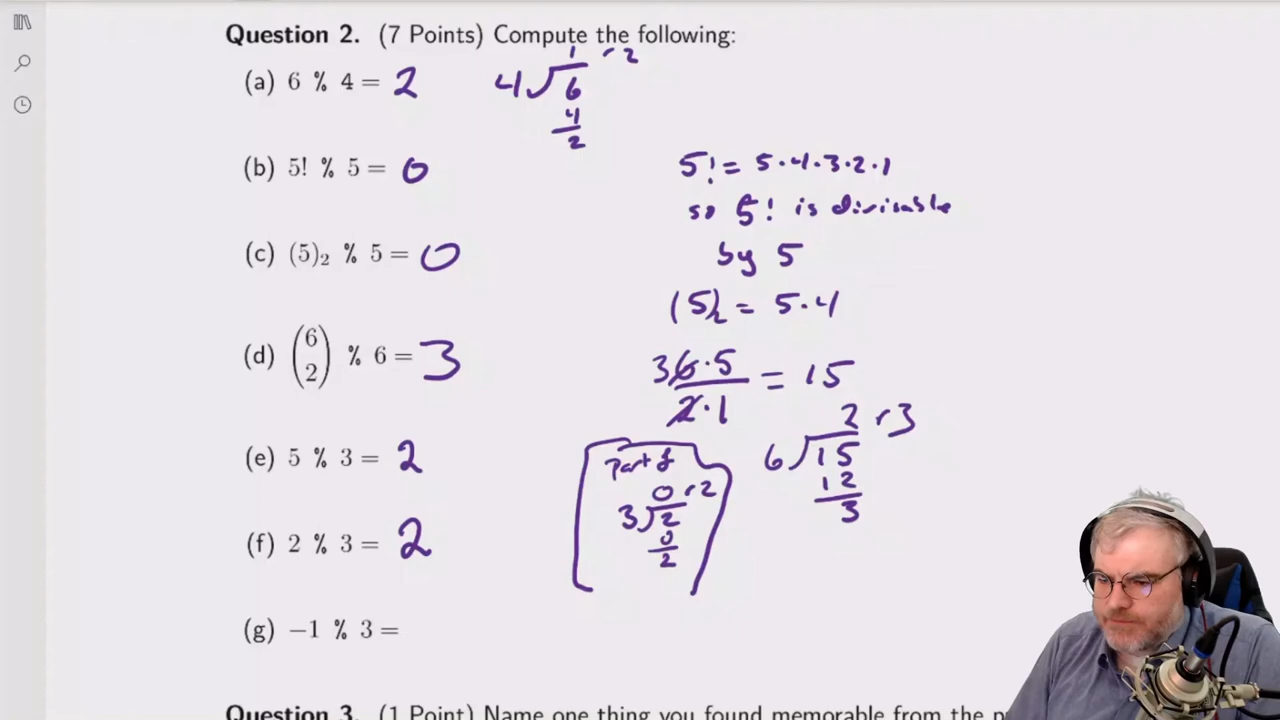 Question 2. (7 Points) Compute the following:
(a) 6 % 4 = 2
1 r 2
4 √6
4
2
(b) 5! % 5 = 0
5! = 5·4·3·2·1
so 5! is divisable
by 5
(c) (5)₂ % 5 = 0
(5)₂ = 5·4
(d) (6 2) % 6 = 3
36·5
2·1
= 15
2 r3
6 √15
12
3
(e) 5 % 3 = 2
Part f
0 r2
3 √2
0
2
(f) 2 % 3 = 2
(g) −1 % 3 =
Question 3. (1 Point) Name one thing you found memorable from the